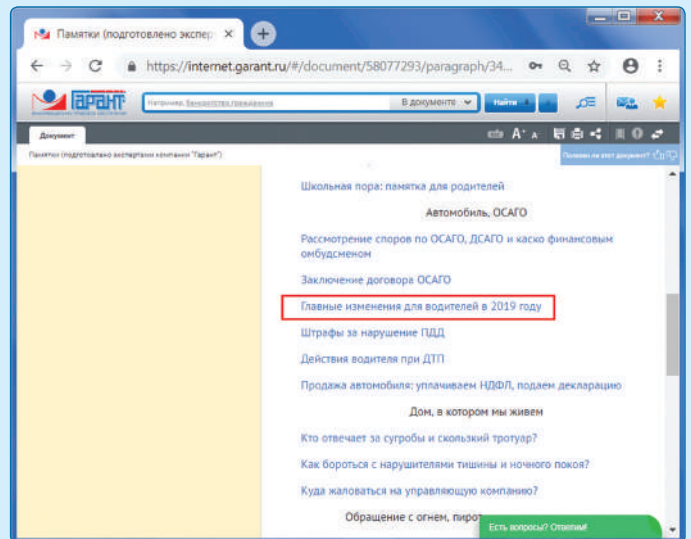 Памятки (подготовлено экспер
https://internet.garant.ru/#/document/58077293/paragraph/34...
ГАРАНТ
Например, Банкротство гражданина
В документе
Найти
Документ
А+ А
Памятки (подготовлено экспертами компании "Гарант")
Полезен ли этот документ?
Школьная пора: памятка для родителей
Автомобиль, ОСАГО
Рассмотрение споров по ОСАГО, ДСАГО и каско финансовым
омбудсменом
Заключение договора ОСАГО
Главные изменения для водителей в 2019 году
Штрафы за нарушение ПДД
Действия водителя при ДТП
Продажа автомобиля: уплачиваем НДФЛ, подаем декларацию
Дом, в котором мы живем
Кто отвечает за сугробы и скользкий тротуар?
Как бороться с нарушителями тишины и ночного покоя?
Куда жаловаться на управляющую компанию?
Обращение с огнем, пирот
Есть вопросы? Ответим!